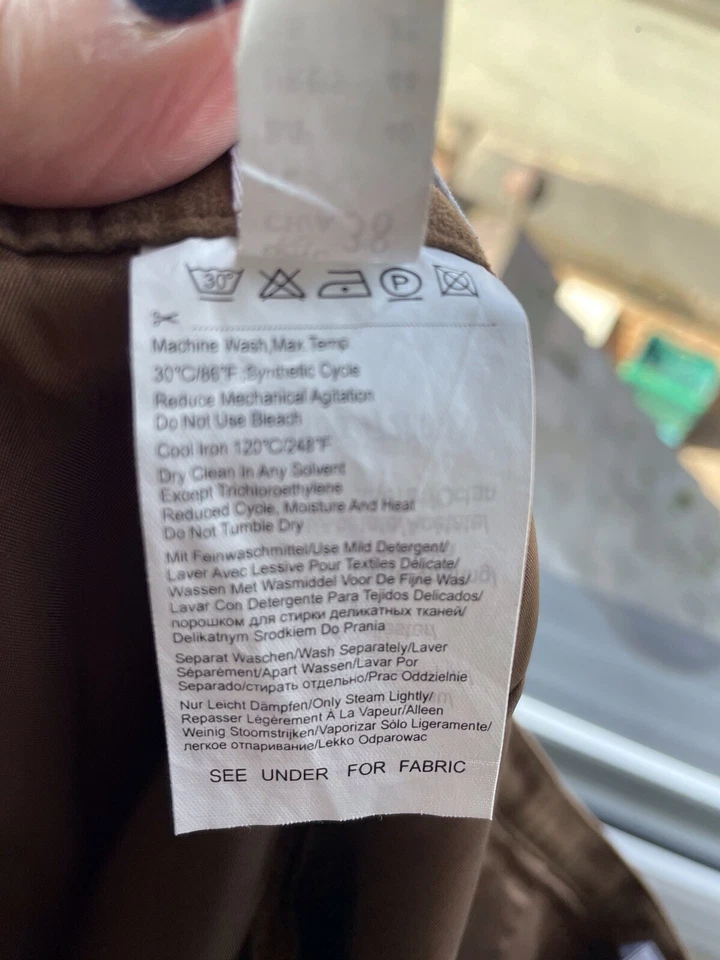 38
30°
P
Machine Wash,Max.Temp
30°C/86°F ;Synthetic Cycle
Reduce Mechanical Agitation
Do Not Use Bleach
Cool Iron 120°C/248°F
Dry Clean In Any Solvent
Except Trichloroethylene
Reduced Cycle, Moisture And Heat
Do Not Tumble Dry
Mit Feinwaschmittel/Use Mild Detergent/
Laver Avec Lessive Pour Textiles Délicate/
Wassen Met Wasmiddel Voor De Fijne Was/
Lavar Con Detergente Para Tejidos Delicados/
порошком для стирки деликатных тканей/
Delikatnym Srodkiem Do Prania
Separat Waschen/Wash Separately/Laver
Séparément/Apart Wassen/Lavar Por
Separado/стирать отдельно/Prac Oddzielnie
Nur Leicht Dämpfen/Only Steam Lightly/
Repasser Légèrement À La Vapeur/Alleen
Weinig Stoomstrijken/Vaporizar Sólo Ligeramente/
легкое отпаривание/Lekko Odparowac
SEE UNDER FOR FABRIC